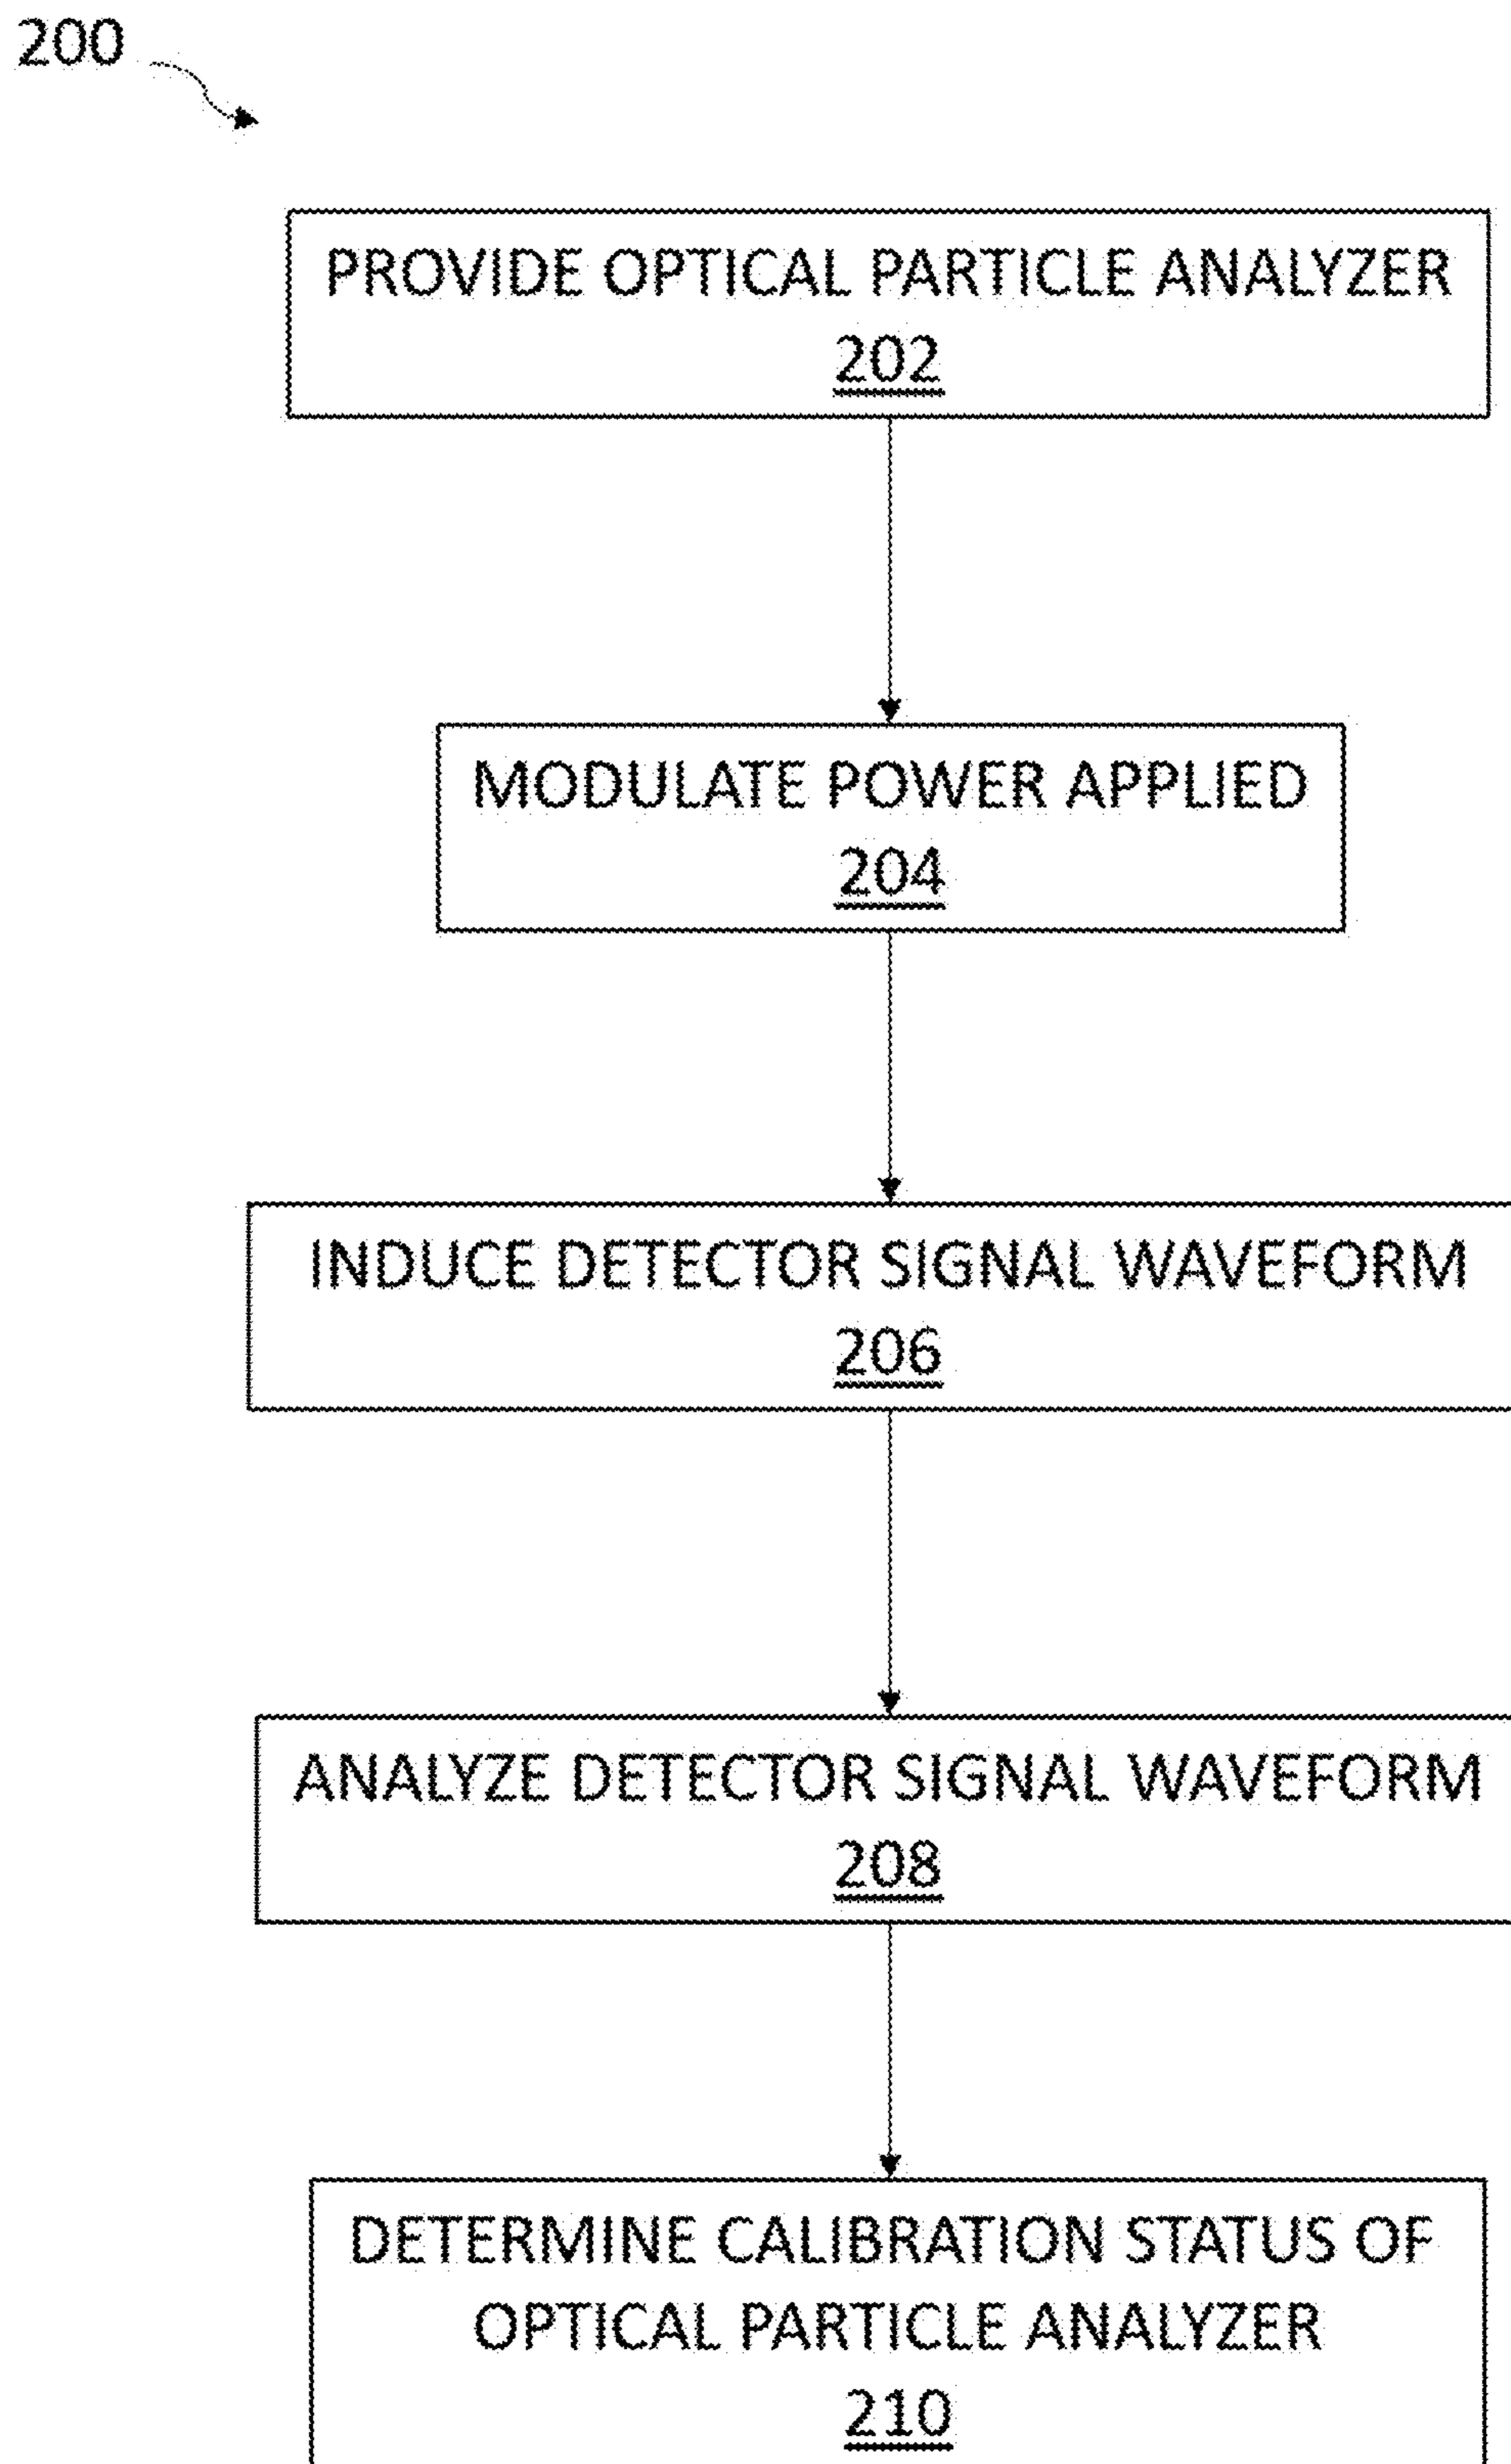 200
PROVIDE OPTICAL PARTICLE ANALYZER
202
MODULATE POWER APPLIED
204
INDUCE DETECTOR SIGNAL WAVEFORM
206
ANALYZE DETECTOR SIGNAL WAVEFORM
208
DETERMINE CALIBRATION STATUS OF
OPTICAL PARTICLE ANALYZER
210